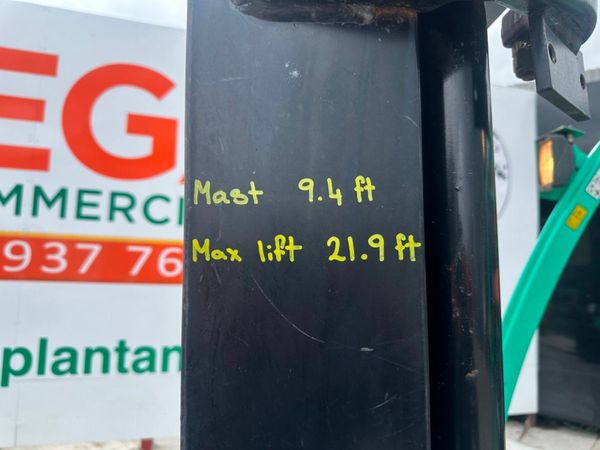 EG
MMERCI
937 76
plantan
Mast 9.4 ft
Max lift 21.9 ft